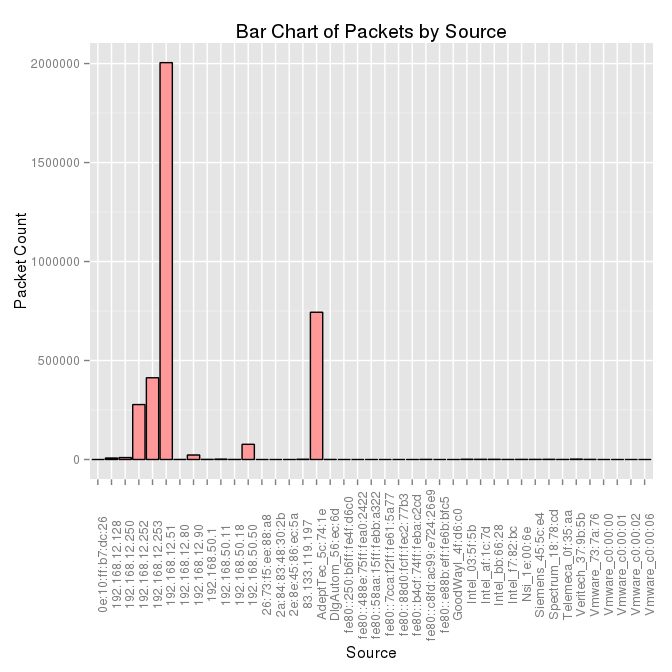 Bar Chart of Packets by Source
Packet Count
2000000
1500000
1000000
500000
0
0e:10:ff:b7:dc:26
192.168.12.128
192.168.12.250
192.168.12.252
192.168.12.253
192.168.12.51
192.168.12.80
192.168.12.90
192.168.50.1
192.168.50.11
192.168.50.18
192.168.50.50
26:73:f5:ee:88:a8
2a:84:83:48:30:2b
2e:8e:45:86:ec:5a
83.133.119.197
AdeptTec_5c:74:1e
DlgAutom_56:ec:6d
fe80::250:b6ff:fe4f:d6c0
fe80::488e:75ff:fea0:2422
fe80::58aa:15ff:febb:a322
fe80::7cca:f2ff:fe61:5a77
fe80::88d0:fcff:fec2:77b3
fe80::b4cf:74ff:feba:c2cd
fe80::c8fd:ac99:e724:26e9
fe80::e88b:efff:fe6b:bfc5
GoodWayI_4f:d6:c0
Intel_03:5f:5b
Intel_af:1c:7d
Intel_bb:66:28
Intel_f7:82:bc
Nsi_1e:00:6e
Siemens_45:5c:e4
Spectrum_18:78:cd
Telemeca_0f:35:aa
Veritech_37:9b:5b
Vmware_73:7a:76
Vmware_c0:00:00
Vmware_c0:00:01
Vmware_c0:00:02
Vmware_c0:00:06
Source